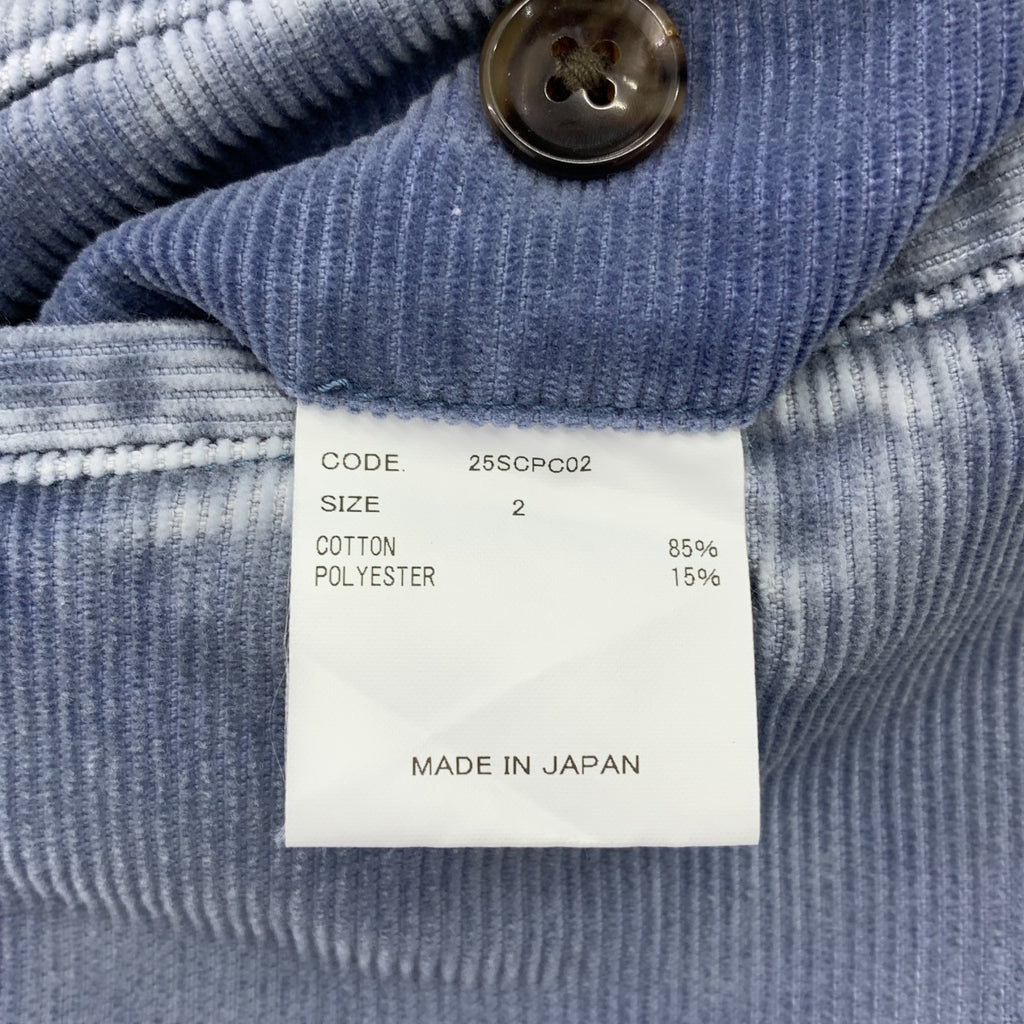 CODE. 25SCPC02
SIZE 2
COTTON 85%
POLYESTER 15%
MADE IN JAPAN